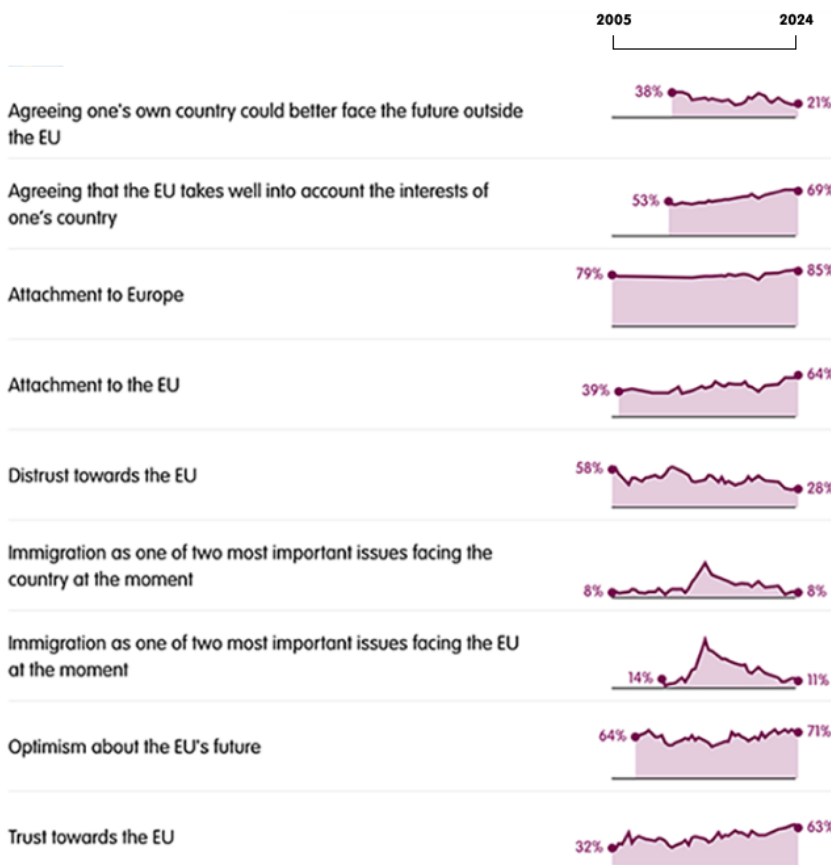 2005 2024
38% 21%
Agreeing one's own country could better face the future outside
the EU
Agreeing that the EU takes well into account the interests of
one's country
53% 69%
79% 85%
Attachment to Europe
Attachment to the EU
39% 64%
58% 28%
Distrust towards the EU
Immigration as one of two most important issues facing the
country at the moment
8% 8%
Immigration as one of two most important issues facing the EU
at the moment
14% 11%
Optimism about the EU's future
64% 71%
Trust towards the EU
32% 63%